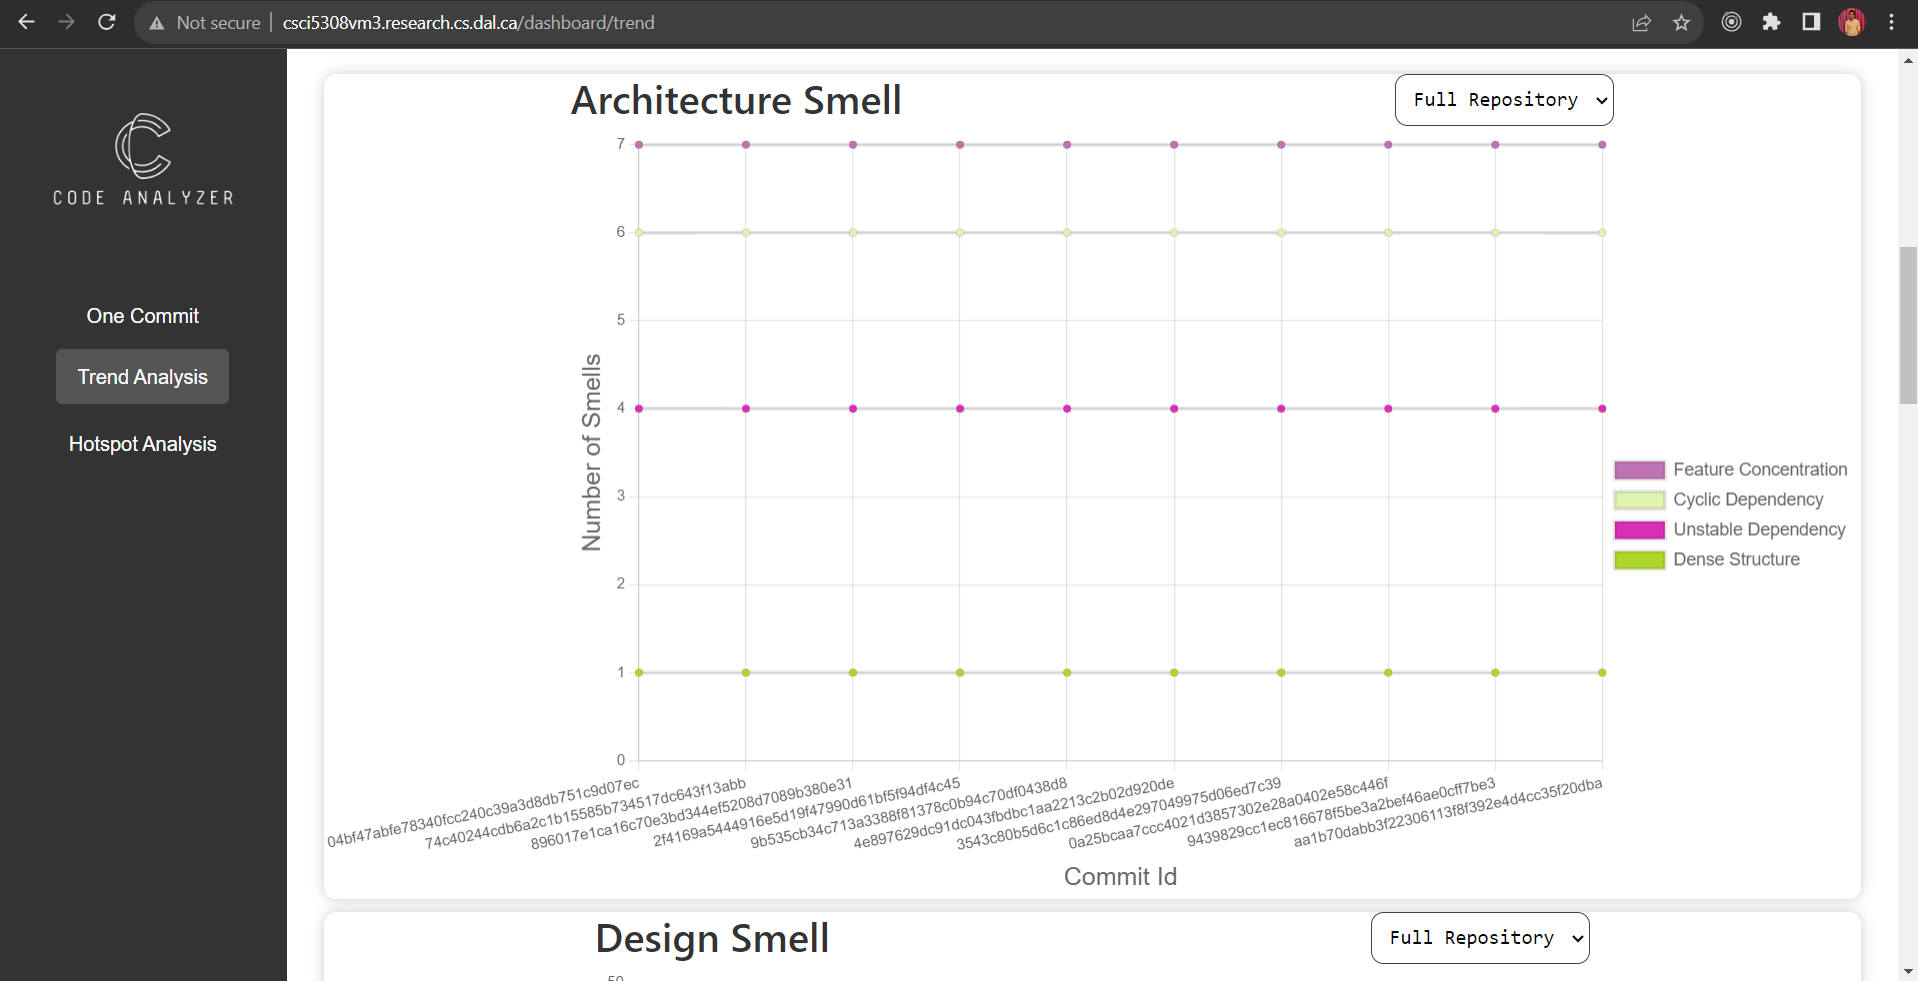 Not secure csci5308vm3.research.cs.dal.ca/dashboard/trend
CODE ANALYZER
One Commit
Trend Analysis
Hotspot Analysis
Architecture Smell
Full Repository
Number of Smells
7
6
5
4
3
2
1
0
04bf47abfe78340fcc240c39a3d8db751c9d07ec
74c40244cdb6a2c1b15585b734517dc643f13abb
896017e1ca16c70e3bd344ef5208d7089b380e31
2f4169a5444916e5d19f47990d61bf5f94df4c45
9b535cb34c713a3388f81378c0b94c70df0438d8
4e897629dc91dc043fbdbc1aa2213c2b02d920de
3543c80b5d6c1c86ed8d4e297049975d06ed7c39
0a25bcaa7ccc4021d3857302e28a0402e58c446f
9439829cc1ec816678f5be3a2bef46ae0cff7be3
aa1b70dabb3f22306113f8f392e4d4cc35f20dba
Commit Id
Feature Concentration
Cyclic Dependency
Unstable Dependency
Dense Structure
Design Smell
Full Repository
50